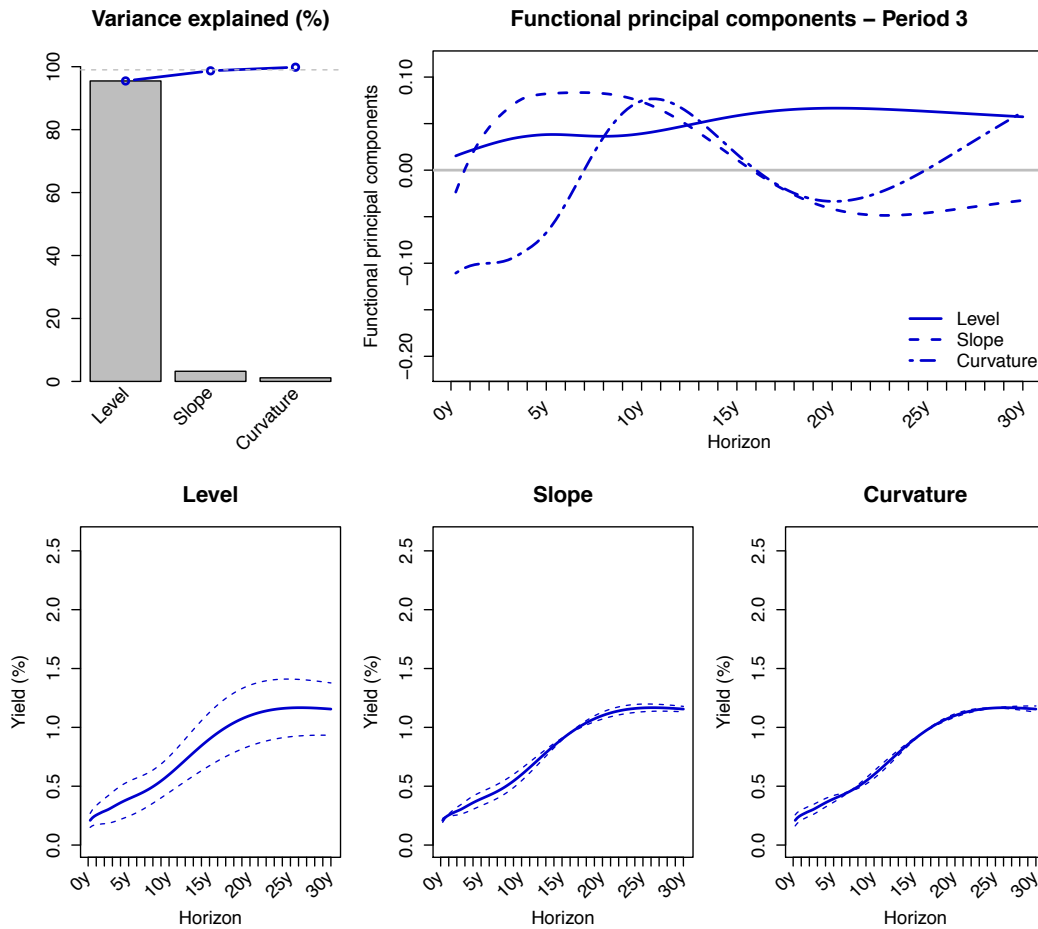 Variance explained (%)
0
20
40
60
80
100
Level
Slope
Curvature
Functional principal components – Period 3
Functional principal components
−0.20
−0.10
0.00
0.10
0y
5y
10y
15y
20y
25y
30y
Horizon
Level
Slope
Curvature
Level
Yield (%)
0.0
0.5
1.0
1.5
2.0
2.5
0y
5y
10y
15y
20y
25y
30y
Horizon
Slope
Yield (%)
0.0
0.5
1.0
1.5
2.0
2.5
0y
5y
10y
15y
20y
25y
30y
Horizon
Curvature
Yield (%)
0.0
0.5
1.0
1.5
2.0
2.5
0y
5y
10y
15y
20y
25y
30y
Horizon